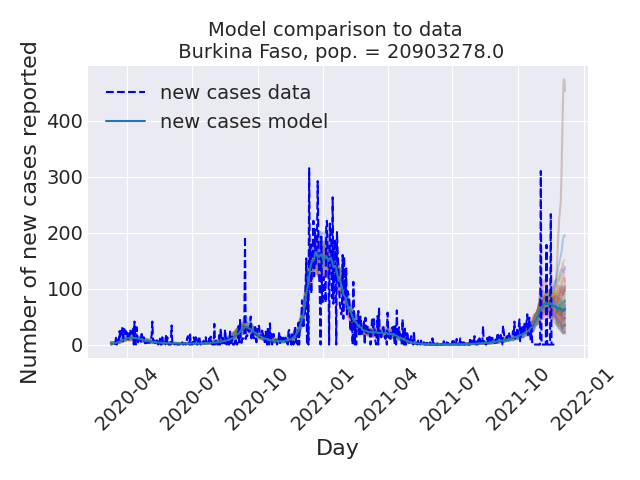 Model comparison to data
Burkina Faso, pop. = 20903278.0
Number of new cases reported
new cases data
new cases model
400
300
200
100
0
2020-04
2020-07
2020-10
2021-01
2021-04
2021-07
2021-10
2022-01
Day